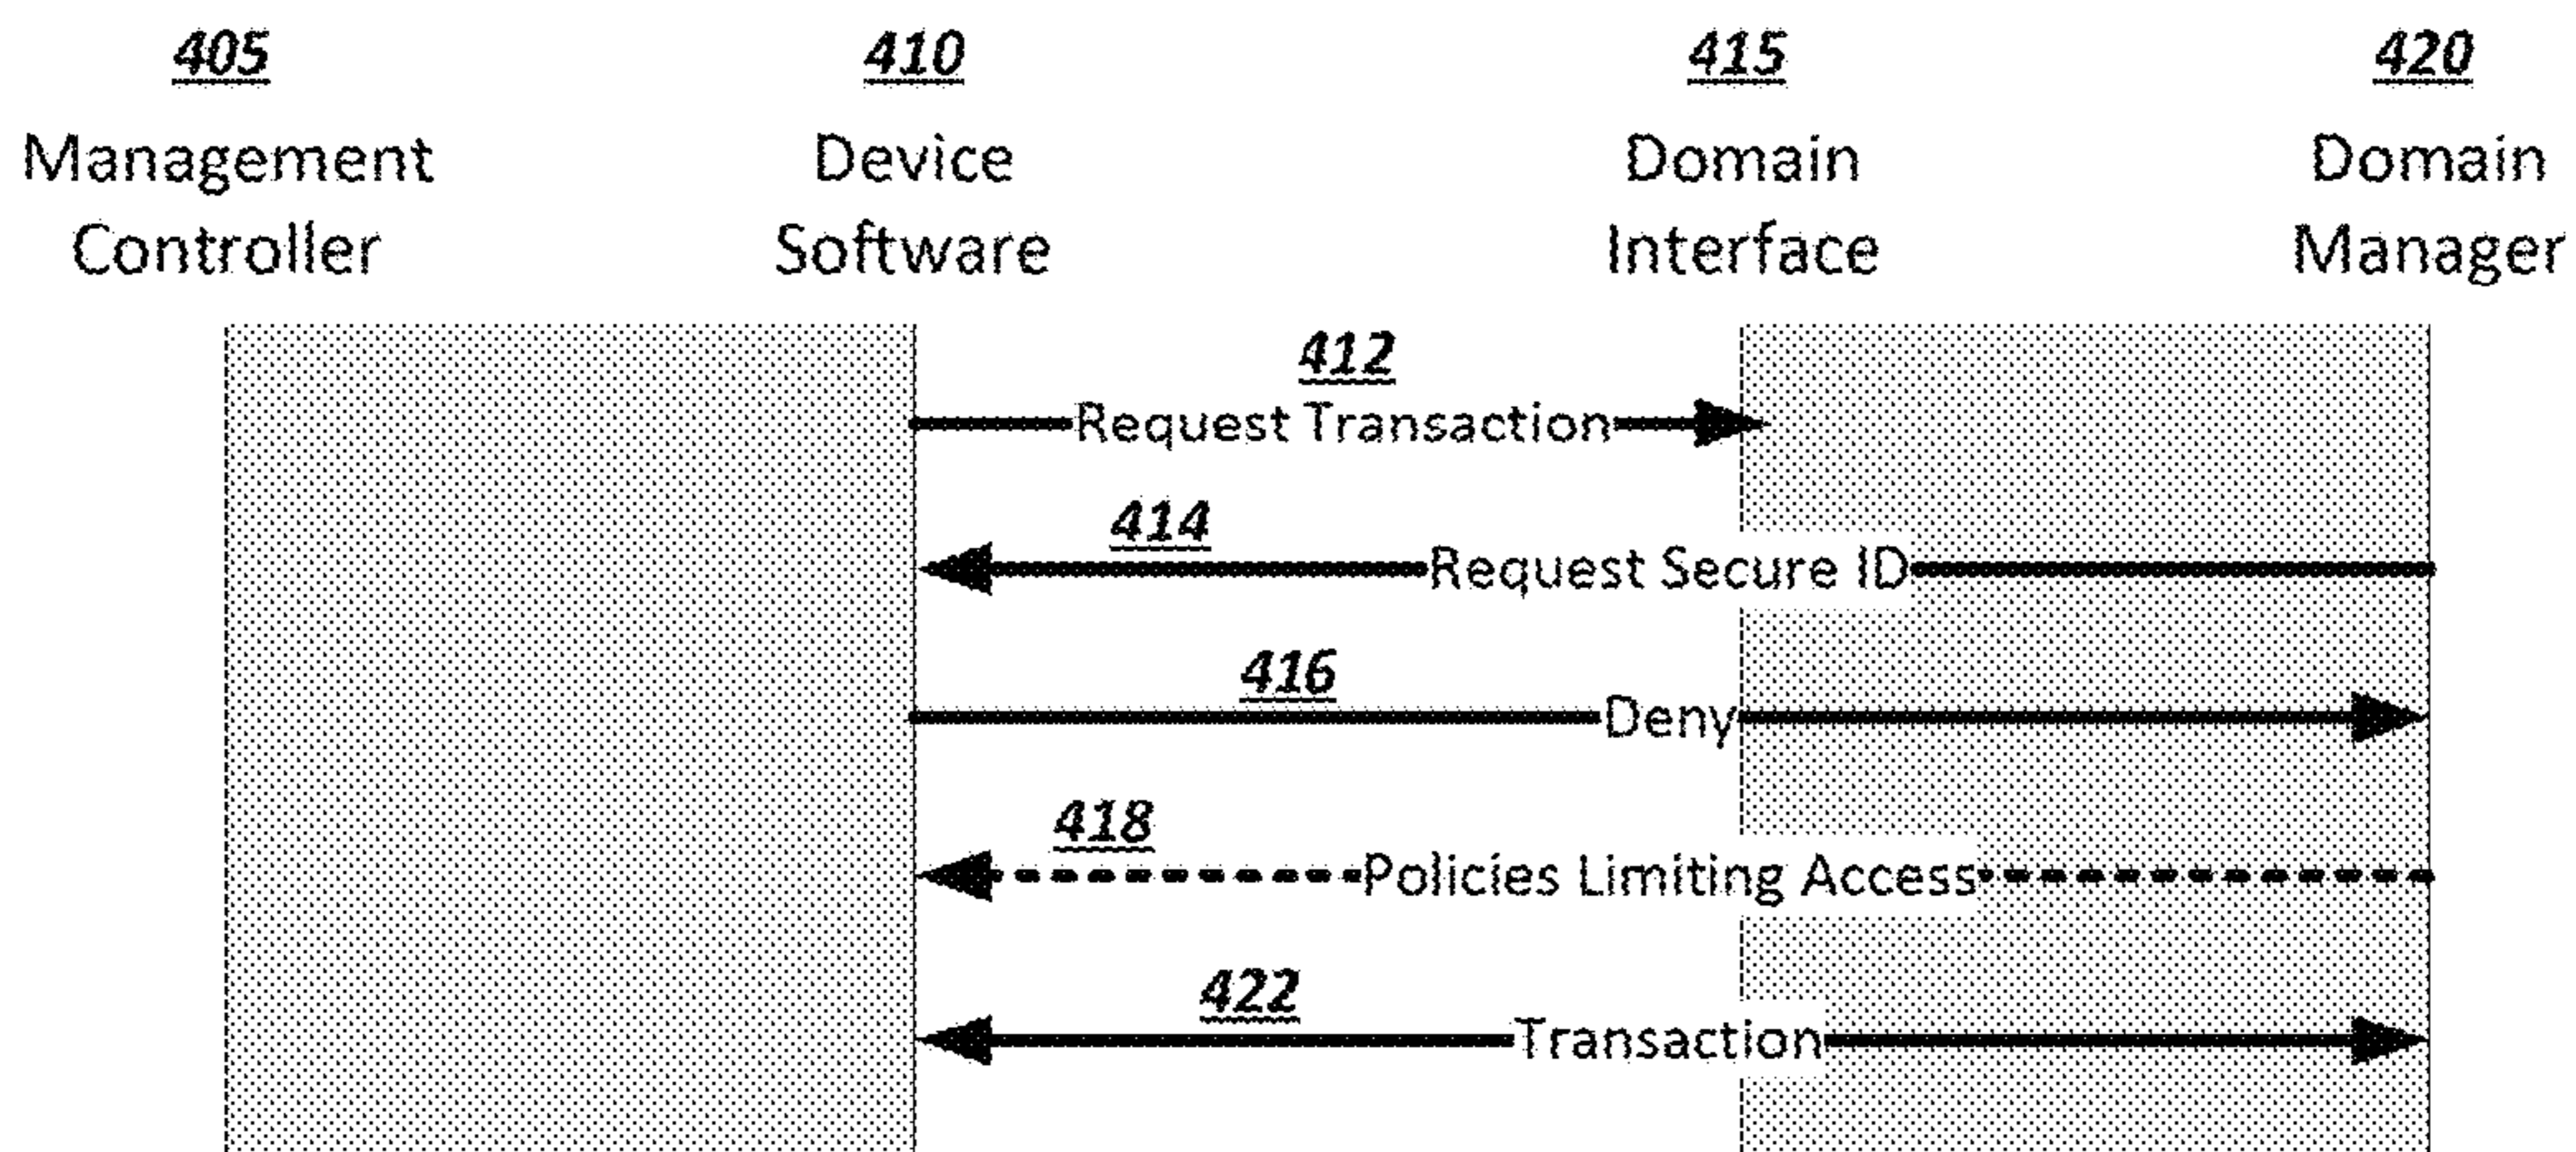 405 410 415 420
Management Device Domain Domain
Controller Software Interface Manager
412
Request Transaction
414
Request Secure ID
416
Deny
418
Policies Limiting Access
422
Transaction